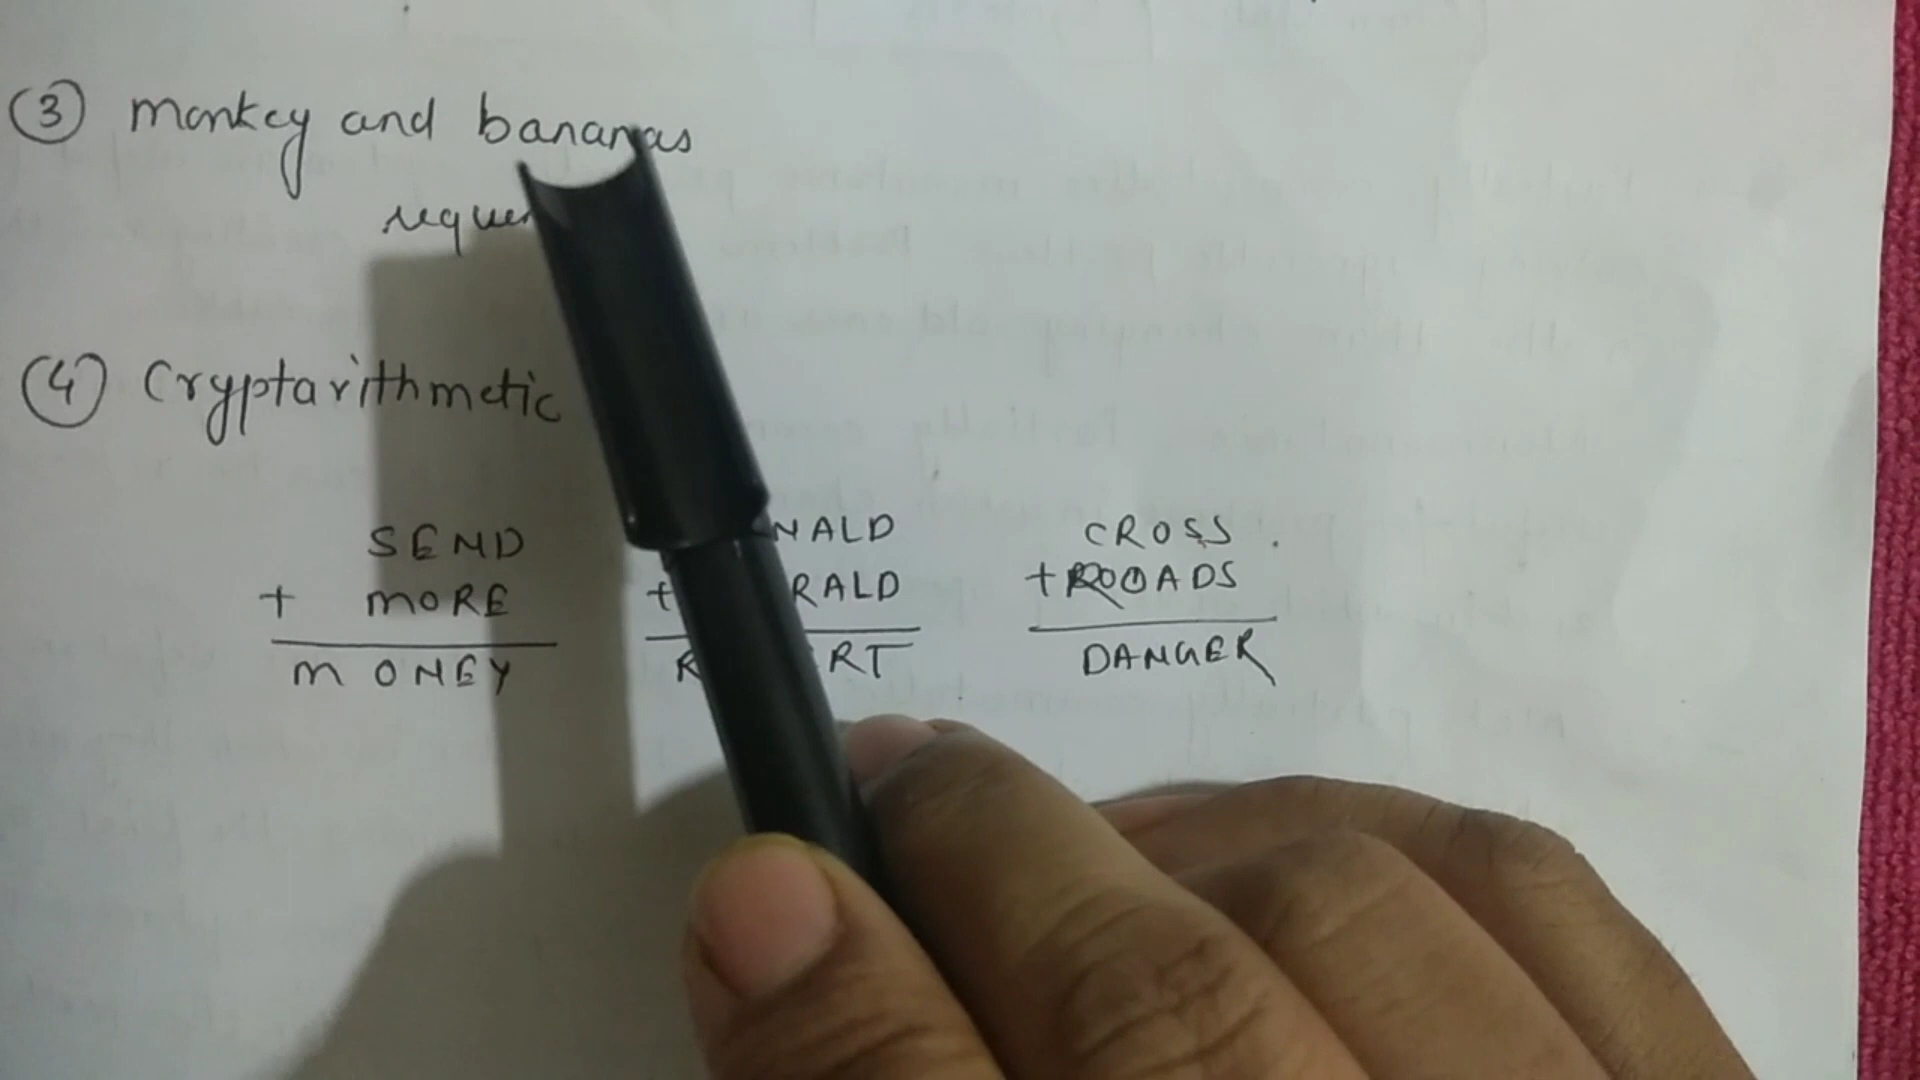 ③ Monkey and bananas
④ Cryptarithmetic
SEND NALD CROSS
+ MORE + RALD + ROADS
MONEY R RT DANGER